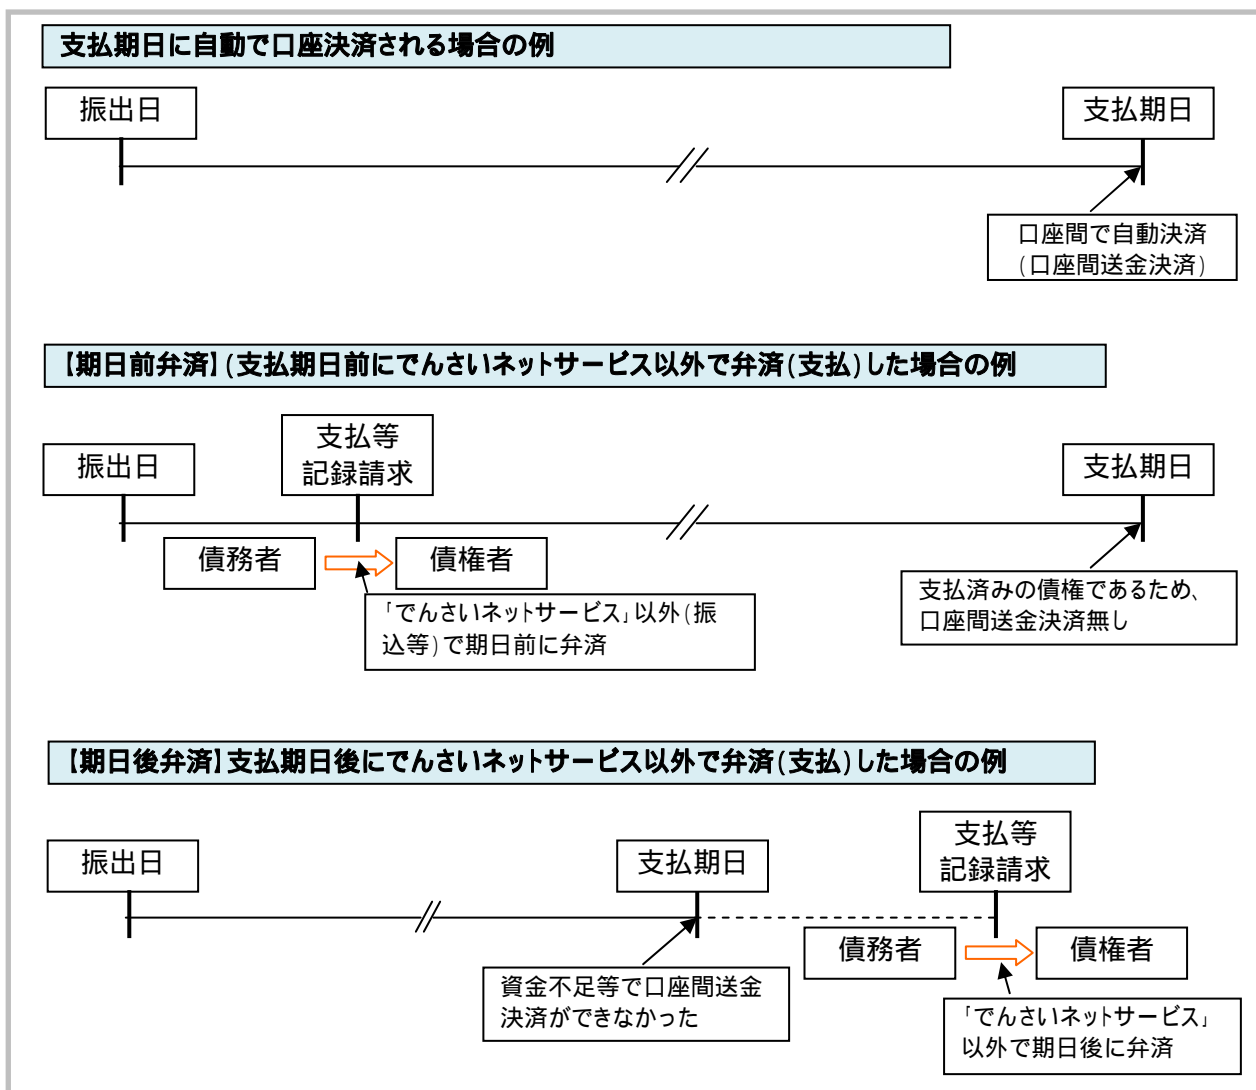 支払期日に自動で口座決済される場合の例
振出日
支払期日
口座間で自動決済
(口座間送金決済)
【期日前弁済】(支払期日前にでんさいネットサービス以外で弁済(支払)した場合の例
振出日
支払等
記録請求
支払期日
債務者
債権者
「でんさいネットサービス」以外(振
込等)で期日前に弁済
支払済みの債権であるため、
口座間送金決済無し
【期日後弁済】支払期日後にでんさいネットサービス以外で弁済(支払)した場合の例
振出日
支払期日
支払等
記録請求
債務者
債権者
資金不足等で口座間送金
決済ができなかった
「でんさいネットサービス」
以外で期日後に弁済